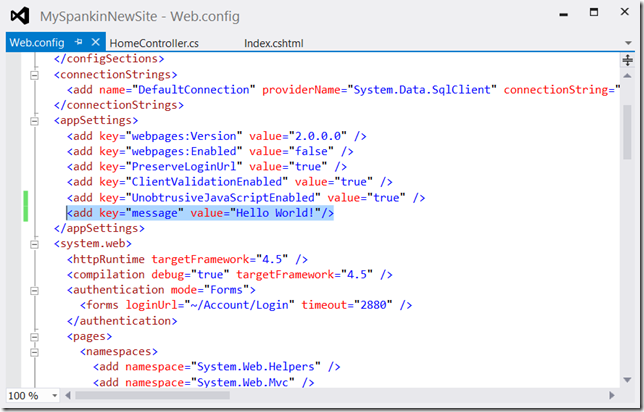 MySpankinNewSite - Web.config
Web.config HomeController.cs Index.cshtml
</configSections>
<connectionStrings>
<add name="DefaultConnection" providerName="System.Data.SqlClient" connectionString="
</connectionStrings>
<appSettings>
<add key="webpages:Version" value="2.0.0.0" />
<add key="webpages:Enabled" value="false" />
<add key="PreserveLoginUrl" value="true" />
<add key="ClientValidationEnabled" value="true" />
<add key="UnobtrusiveJavaScriptEnabled" value="true" />
<add key="message" value="Hello World!"/>
</appSettings>
<system.web>
<httpRuntime targetFramework="4.5" />
<compilation debug="true" targetFramework="4.5" />
<authentication mode="Forms">
<forms loginUrl="~/Account/Login" timeout="2880" />
</authentication>
<pages>
<namespaces>
<add namespace="System.Web.Helpers" />
<add namespace="System.Web.Mvc" />
100 %